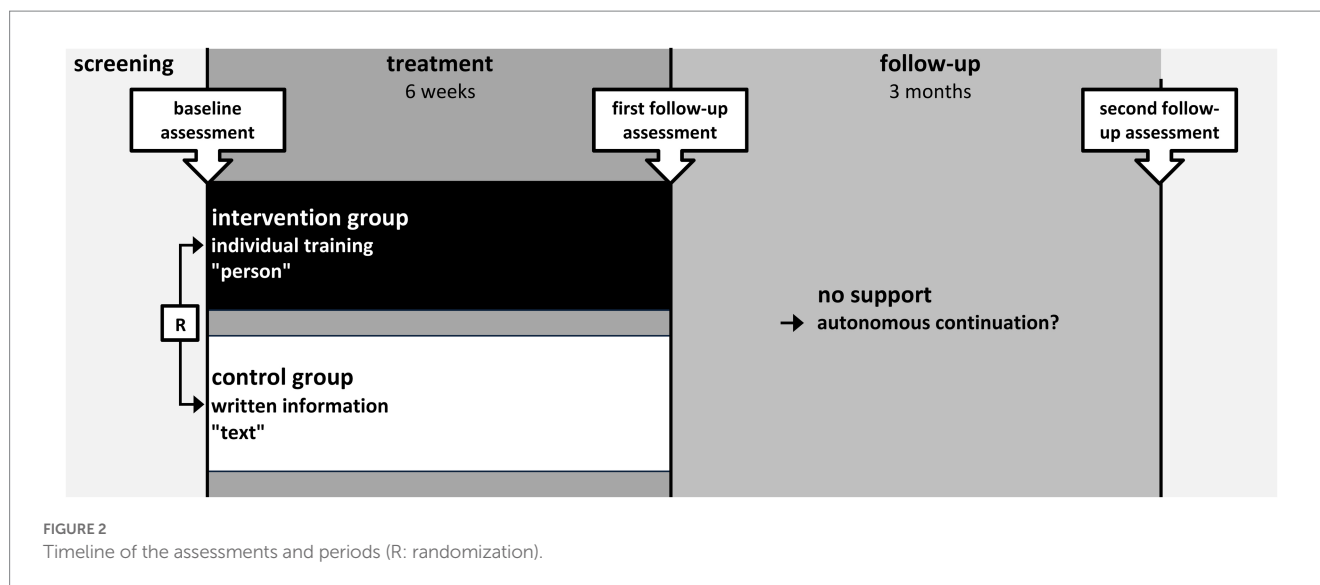 screening
treatment
6 weeks
follow-up
3 months
baseline
assessment
first follow-up
assessment
second follow-
up assessment
intervention group
individual training
"person"
R
no support
autonomous continuation?
control group
written information
"text"
FIGURE 2
Timeline of the assessments and periods (R: randomization).